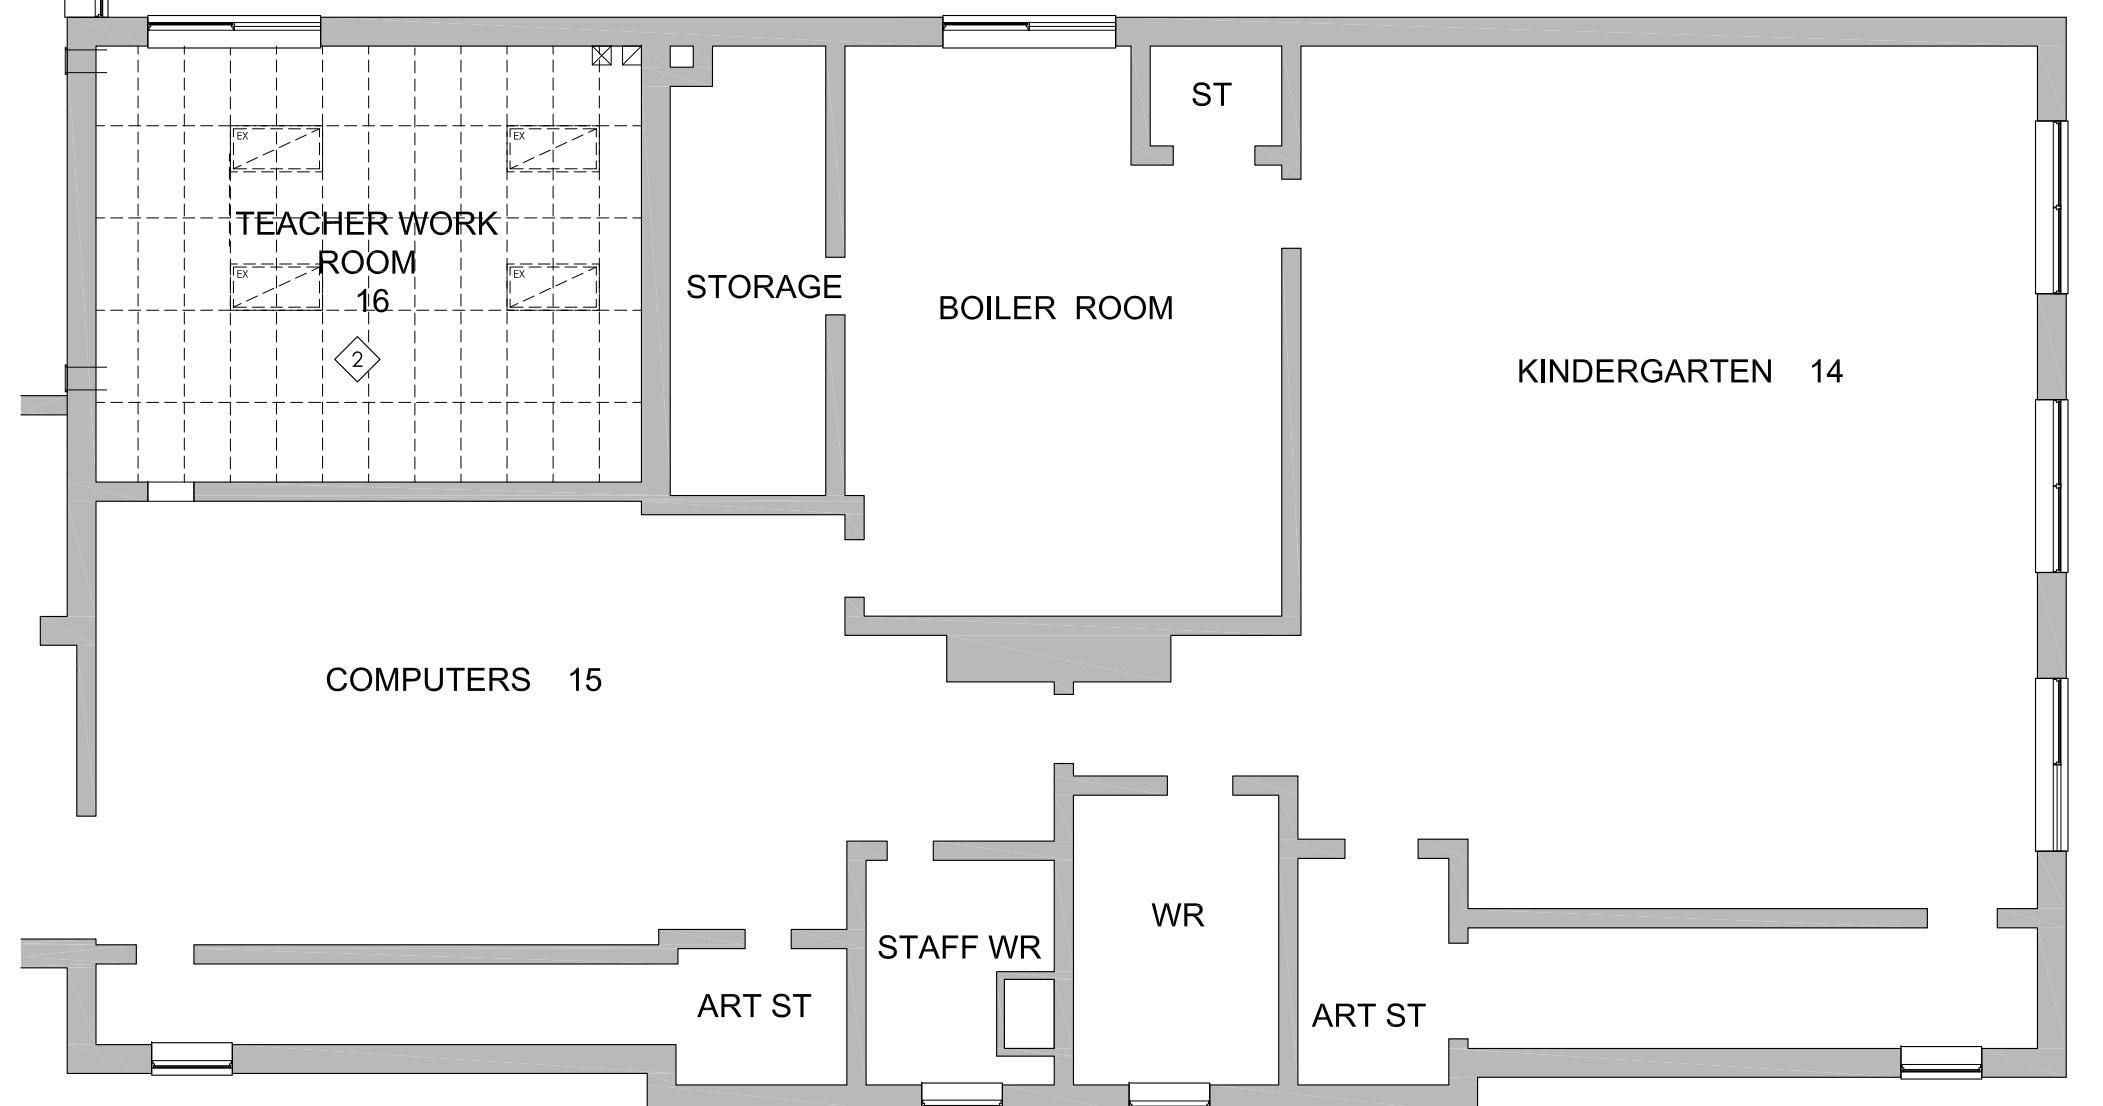 ST
EX
EX
TEACHER WORK
ROOM
16
EX
EX
2
STORAGE
BOILER ROOM
KINDERGARTEN 14
COMPUTERS 15
WR
STAFF WR
ART ST
ART ST